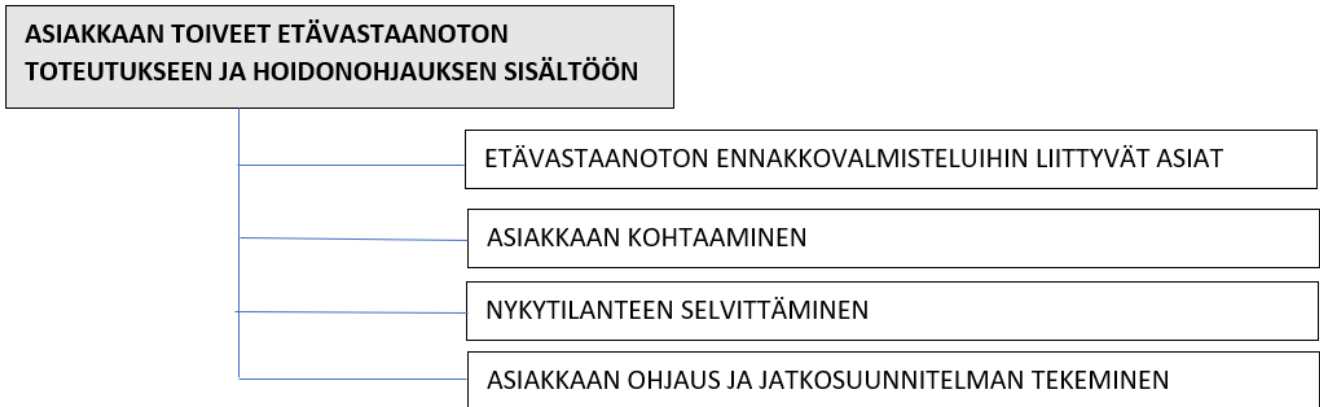 ASIAKKAAN TOIVEET ETÄVASTAANOTON
TOTEUTUKSEEN JA HOIDONOHJAUKSEN SISÄLTÖÖN
ETÄVASTAANOTON ENNAKKOVALMISTELUIHIN LIITTYVÄT ASIAT
ASIAKKAAN KOHTAAMINEN
NYKYTILANTEEN SELVITTÄMINEN
ASIAKKAAN OHJAUS JA JATKOSUUNNITELMAN TEKEMINEN